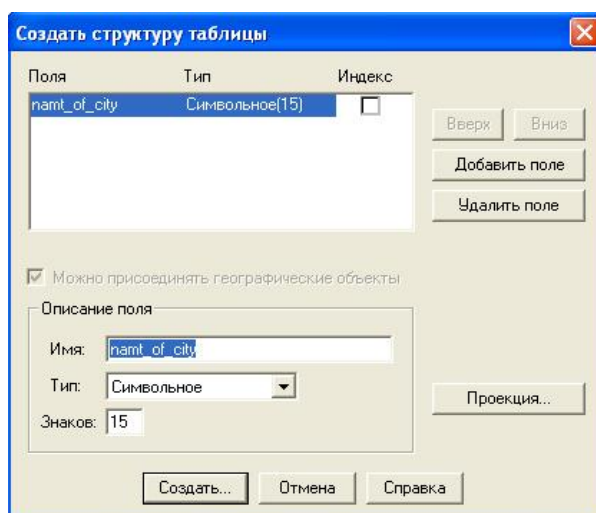 Создать структуру таблицы
Поля Тип Индекс
namt_of_city Символьное(15)
Вверх Вниз
Добавить поле
Удалить поле
Можно присоединять географические объекты
Описание поля
Имя: namt_of_city
Тип: Символьное
Знаков: 15
Проекция...
Создать... Отмена Справка